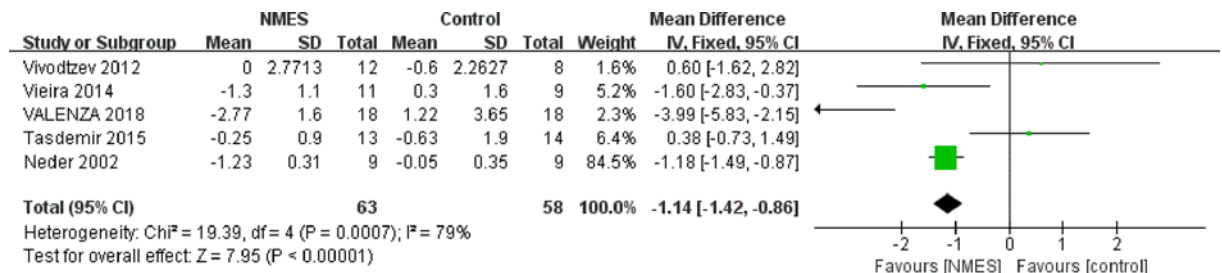 NMES Control Mean Difference Mean Difference
Study or Subgroup Mean SD Total Mean SD Total Weight IV, Fixed, 95% CI IV, Fixed, 95% CI
Vivodtzev 2012 0 2.7713 12 -0.6 2.2627 8 1.6% 0.60 [-1.62, 2.82]
Vieira 2014 -1.3 1.1 11 0.3 1.6 9 5.2% -1.60 [-2.83, -0.37]
VALENZA 2018 -2.77 1.6 18 1.22 3.65 18 2.3% -3.99 [-5.83, -2.15]
Tasdemir 2015 -0.25 0.9 13 -0.63 1.9 14 6.4% 0.38 [-0.73, 1.49]
Neder 2002 -1.23 0.31 9 -0.05 0.35 9 84.5% -1.18 [-1.49, -0.87]
Total (95% CI) 63 58 100.0% -1.14 [-1.42, -0.86]
Heterogeneity: Chi² = 19.39, df = 4 (P = 0.0007); I² = 79%
Test for overall effect: Z = 7.95 (P < 0.00001)
-2 -1 0 1 2
Favours [NMES] Favours [control]